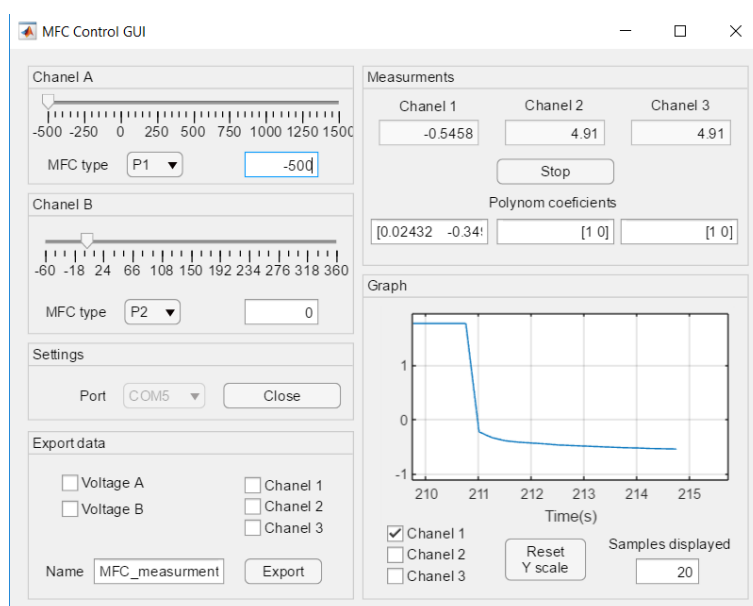 MFC Control GUI
Chanel A
-500 -250 0 250 500 750 1000 1250 1500
MFC type P1 -500
Chanel B
-60 -18 24 66 108 150 192 234 276 318 360
MFC type P2 0
Settings
Port COM5 Close
Export data
Voltage A
Voltage B
Chanel 1
Chanel 2
Chanel 3
Name MFC_measurment Export
Measurments
Chanel 1 Chanel 2 Chanel 3
-0.5458 4.91 4.91
Stop
Polynom coeficients
[0.02432 -0.349 [1 0] [1 0]
Graph
1
0
-1
210 211 212 213 214 215
Time(s)
Chanel 1
Chanel 2
Chanel 3
Reset
Y scale
Samples displayed
20